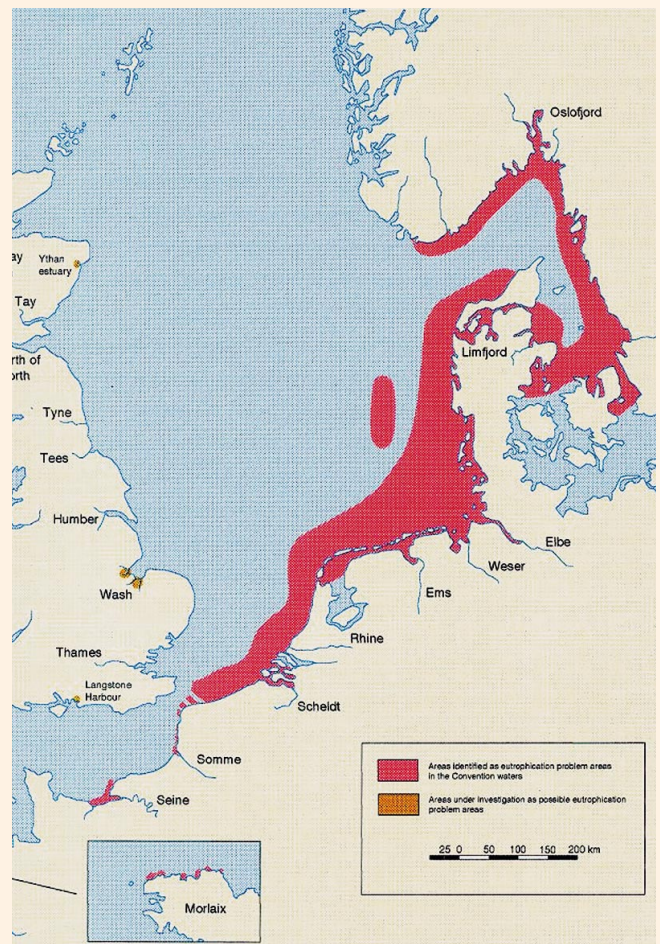 Oslofjord
Ythan
estuary
ay
Tay
Limfjord
rth of
orth
Tyne
Tees
Humber
Elbe
Weser
Wash
Ems
Rhine
Thames
Langstone
Harbour
Scheldt
Somme
Seine
Areas identified as eutrophication problem areas
in the Convention waters
Areas under investigation as possible eutrophication
problem areas
25 0 50 100 150 200 km
Morlaix